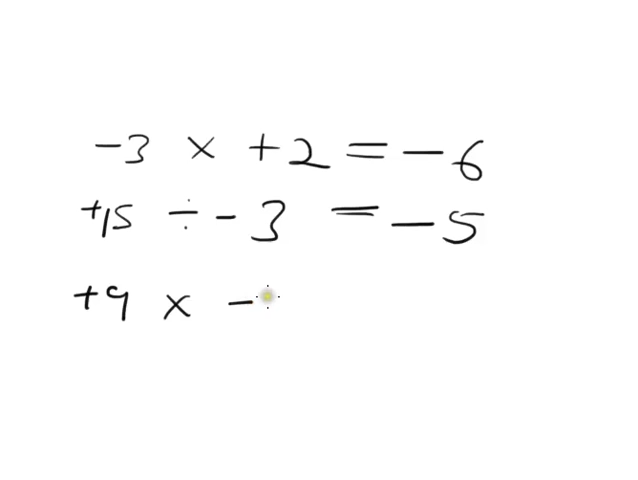 -3 × +2 = -6
+15 ÷ -3 = -5
+9 × -